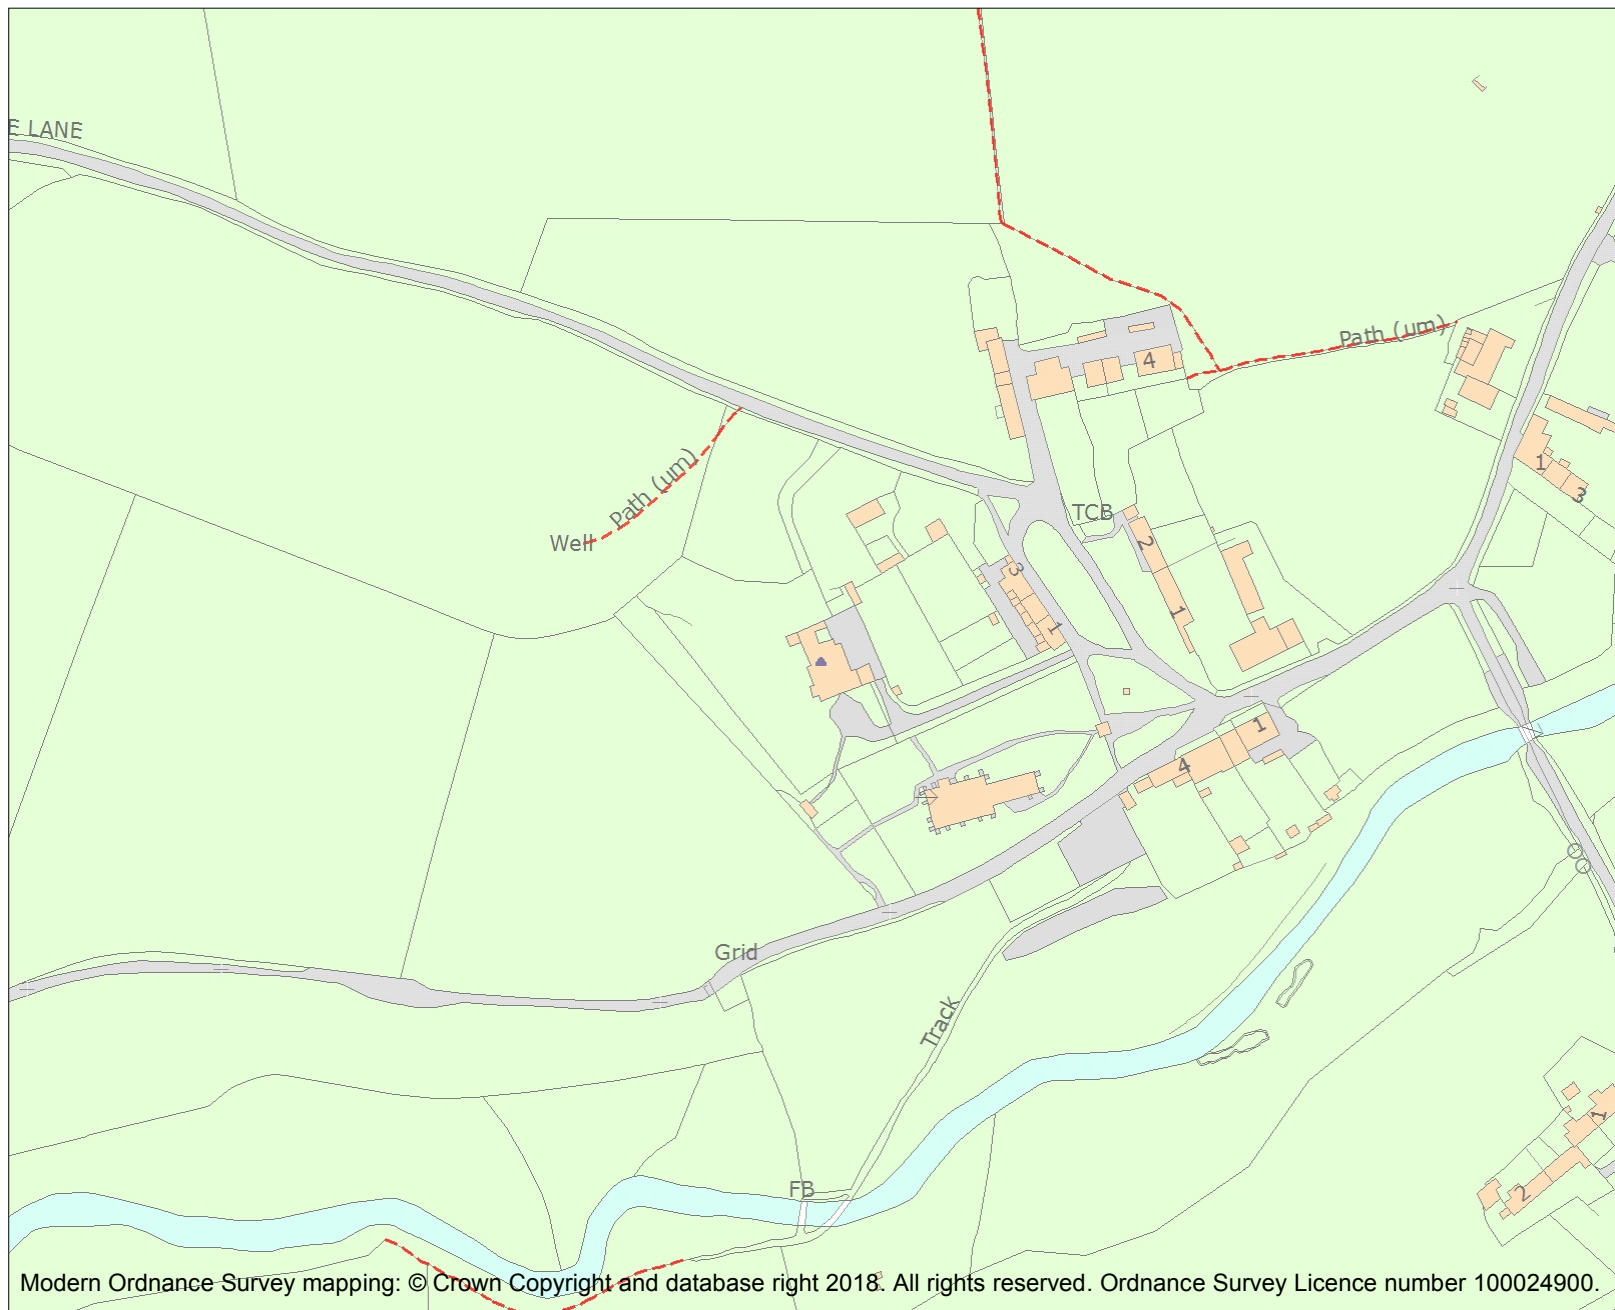 E LANE
Path (um)
4
Path (um)
1
3
TCB
Well
2
3
1
1
1
4
Grid
Track
1
FB
2
Modern Ordnance Survey mapping: © Crown Copyright and database right 2018. All rights reserved. Ordnance Survey Licence number 100024900.